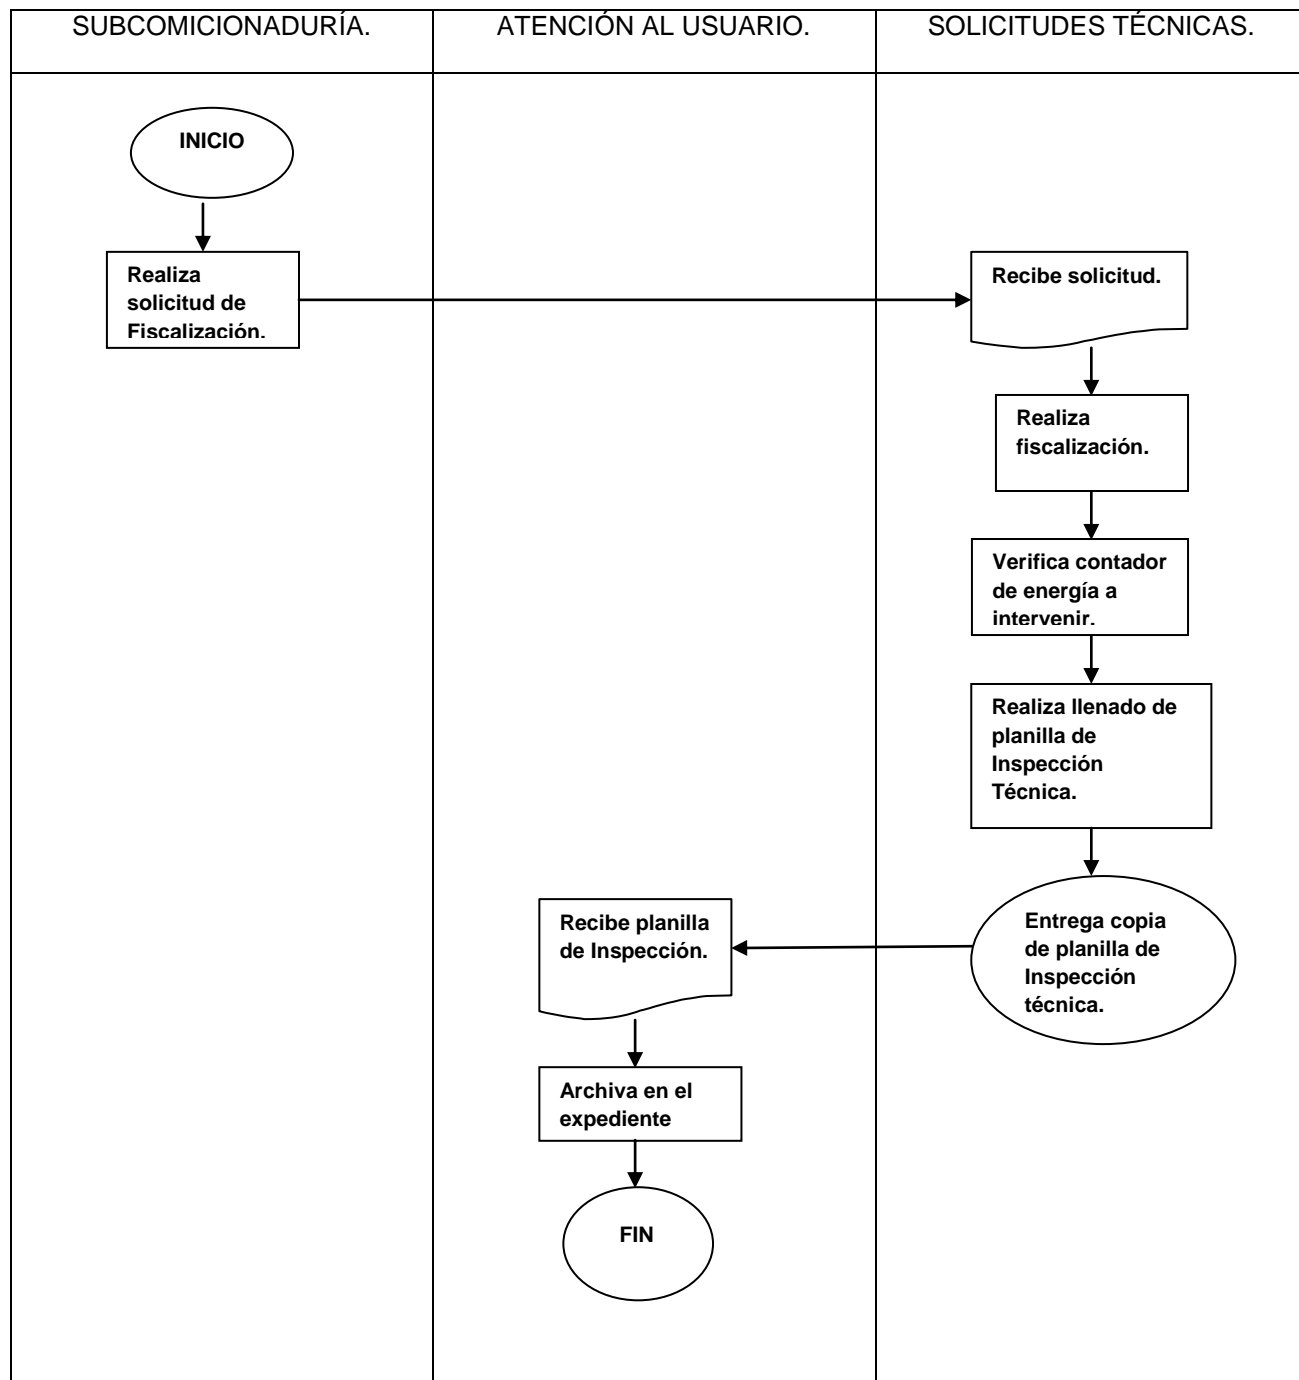 SUBCOMICIONADURÍA.
ATENCIÓN AL USUARIO.
SOLICITUDES TÉCNICAS.
INICIO
Realiza
solicitud de
Fiscalización.
Recibe solicitud.
Realiza
fiscalización.
Verifica contador
de energía a
intervenir.
Realiza llenado de
planilla de
Inspección
Técnica.
Entrega copia
de planilla de
Inspección
técnica.
Recibe planilla
de Inspección.
Archiva en el
expediente
FIN